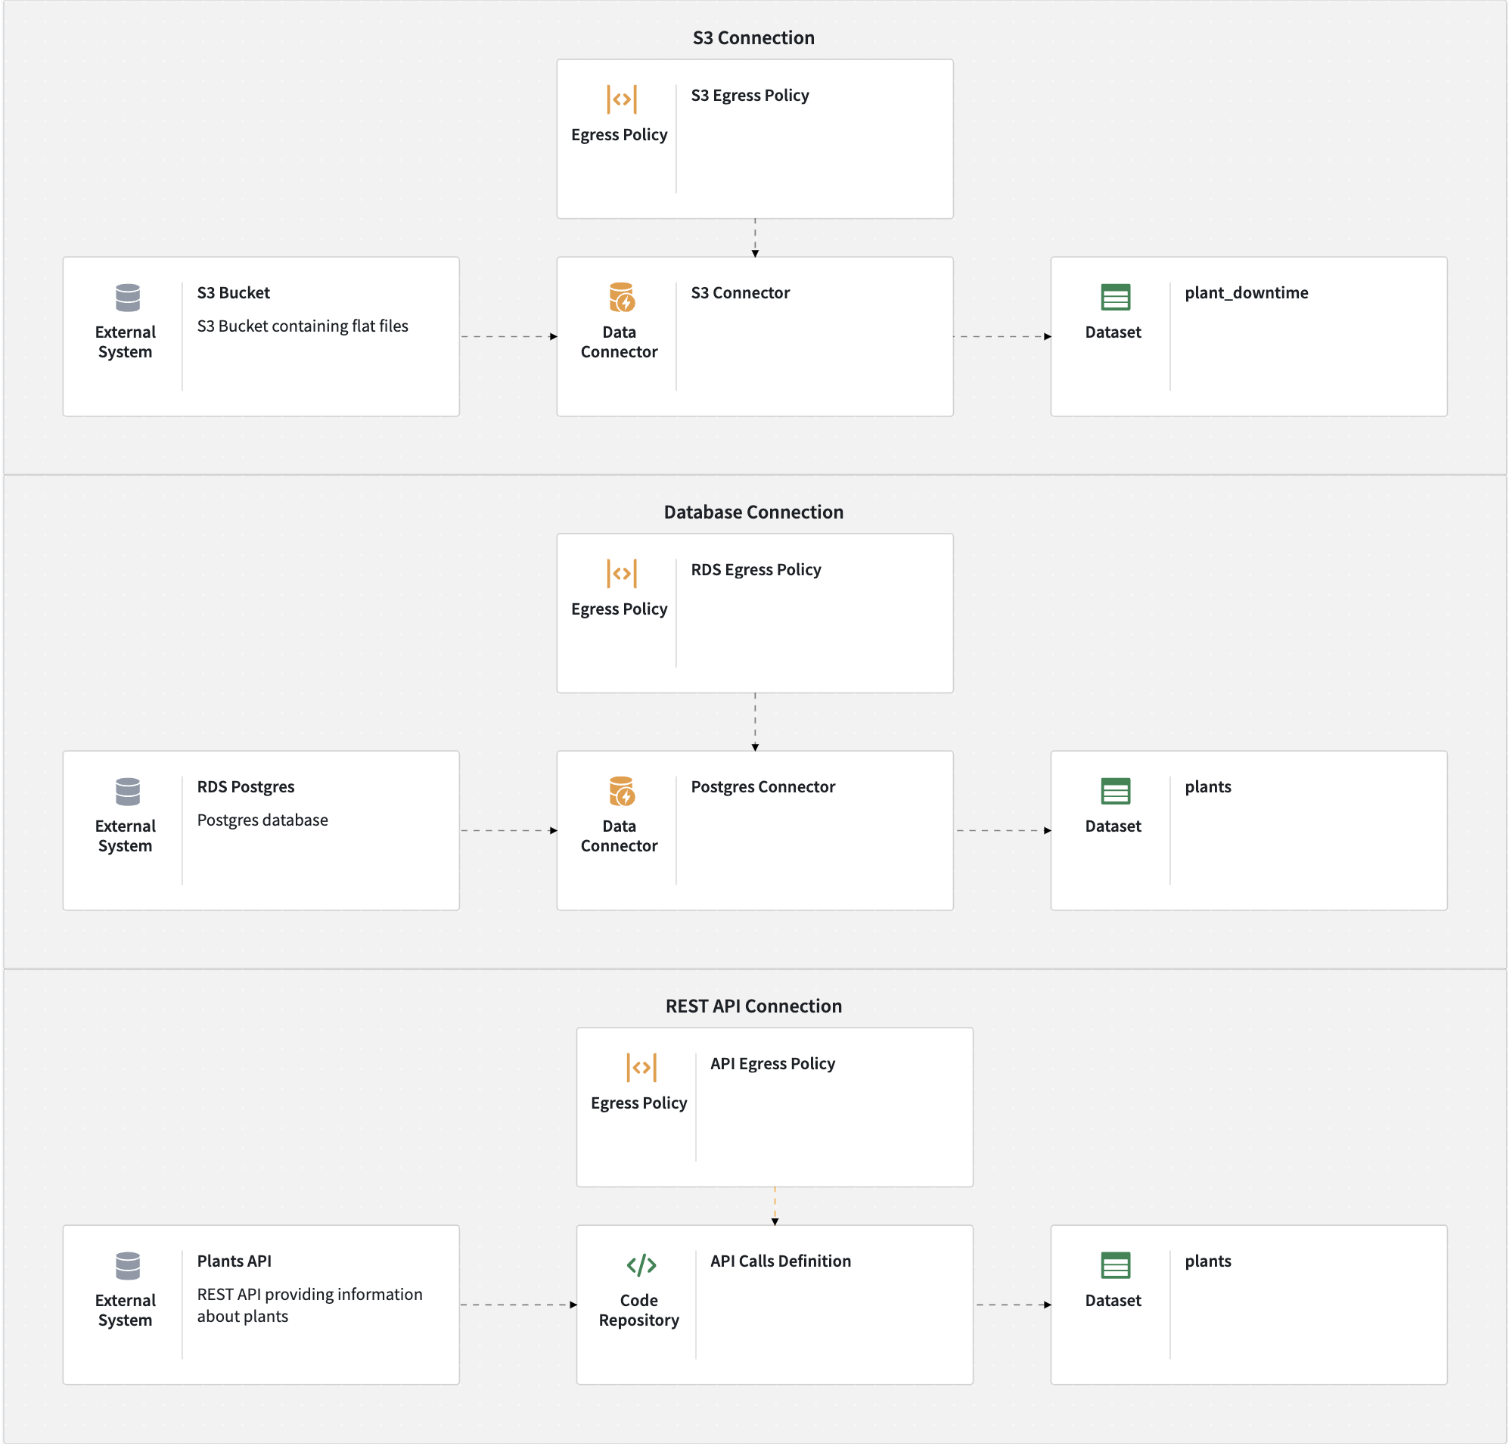 S3 Connection
S3 Egress Policy
Egress Policy
S3 Bucket
S3 Bucket containing flat files
External
System
S3 Connector
Data
Connector
plant_downtime
Dataset
Database Connection
RDS Egress Policy
Egress Policy
RDS Postgres
Postgres database
External
System
Postgres Connector
Data
Connector
plants
Dataset
REST API Connection
API Egress Policy
Egress Policy
Plants API
REST API providing information
about plants
External
System
API Calls Definition
Code
Repository
plants
Dataset